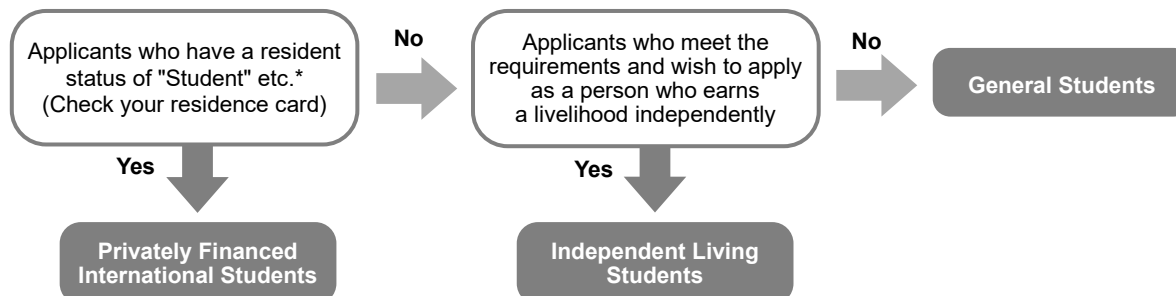 Applicants who have a resident
status of "Student" etc.*
(Check your residence card)
No
Applicants who meet the
requirements and wish to apply
as a person who earns
a livelihood independently
No
General Students
Yes
Yes
Privately Financed
International Students
Independent Living
Students